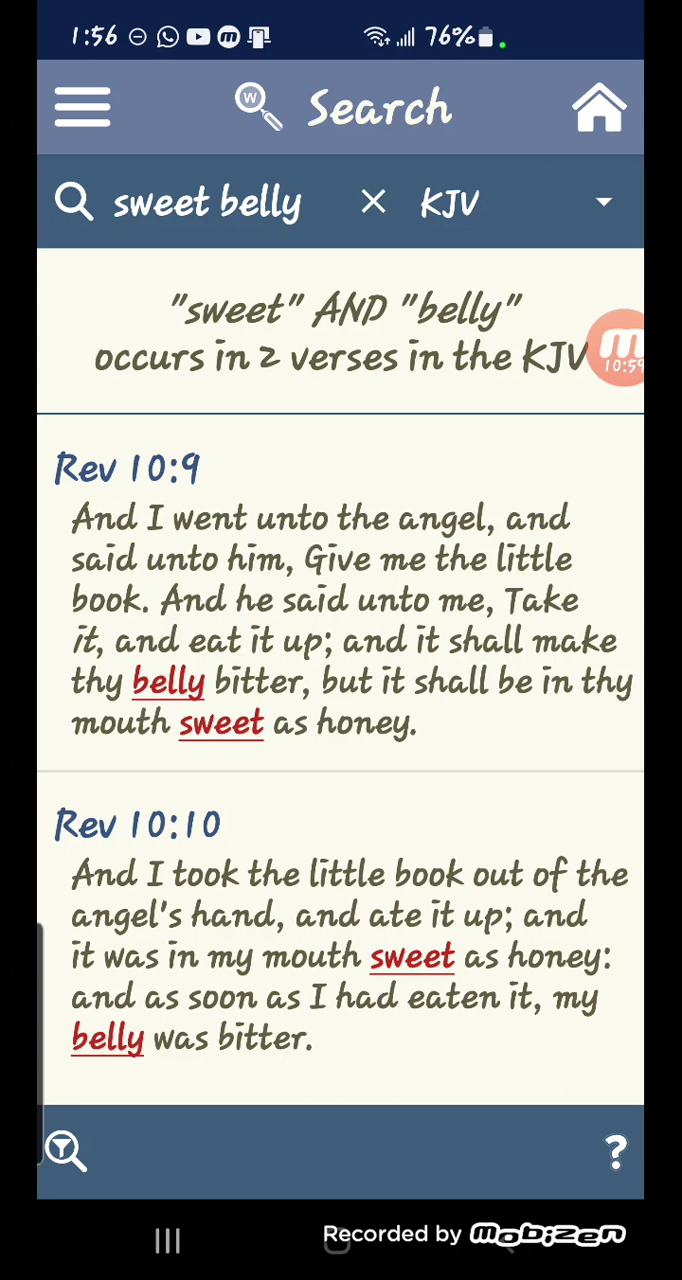 1:56 76%
Search
sweet belly KJV
"sweet" AND "belly"
occurs in 2 verses in the KJV
10:59
Rev 10:9
And I went unto the angel, and
said unto him, Give me the little
book. And he said unto me, Take
it, and eat it up; and it shall make
thy belly bitter, but it shall be in thy
mouth sweet as honey.
Rev 10:10
And I took the little book out of the
angel's hand, and ate it up; and
it was in my mouth sweet as honey:
and as soon as I had eaten it, my
belly was bitter.
?
Recorded by mobizen